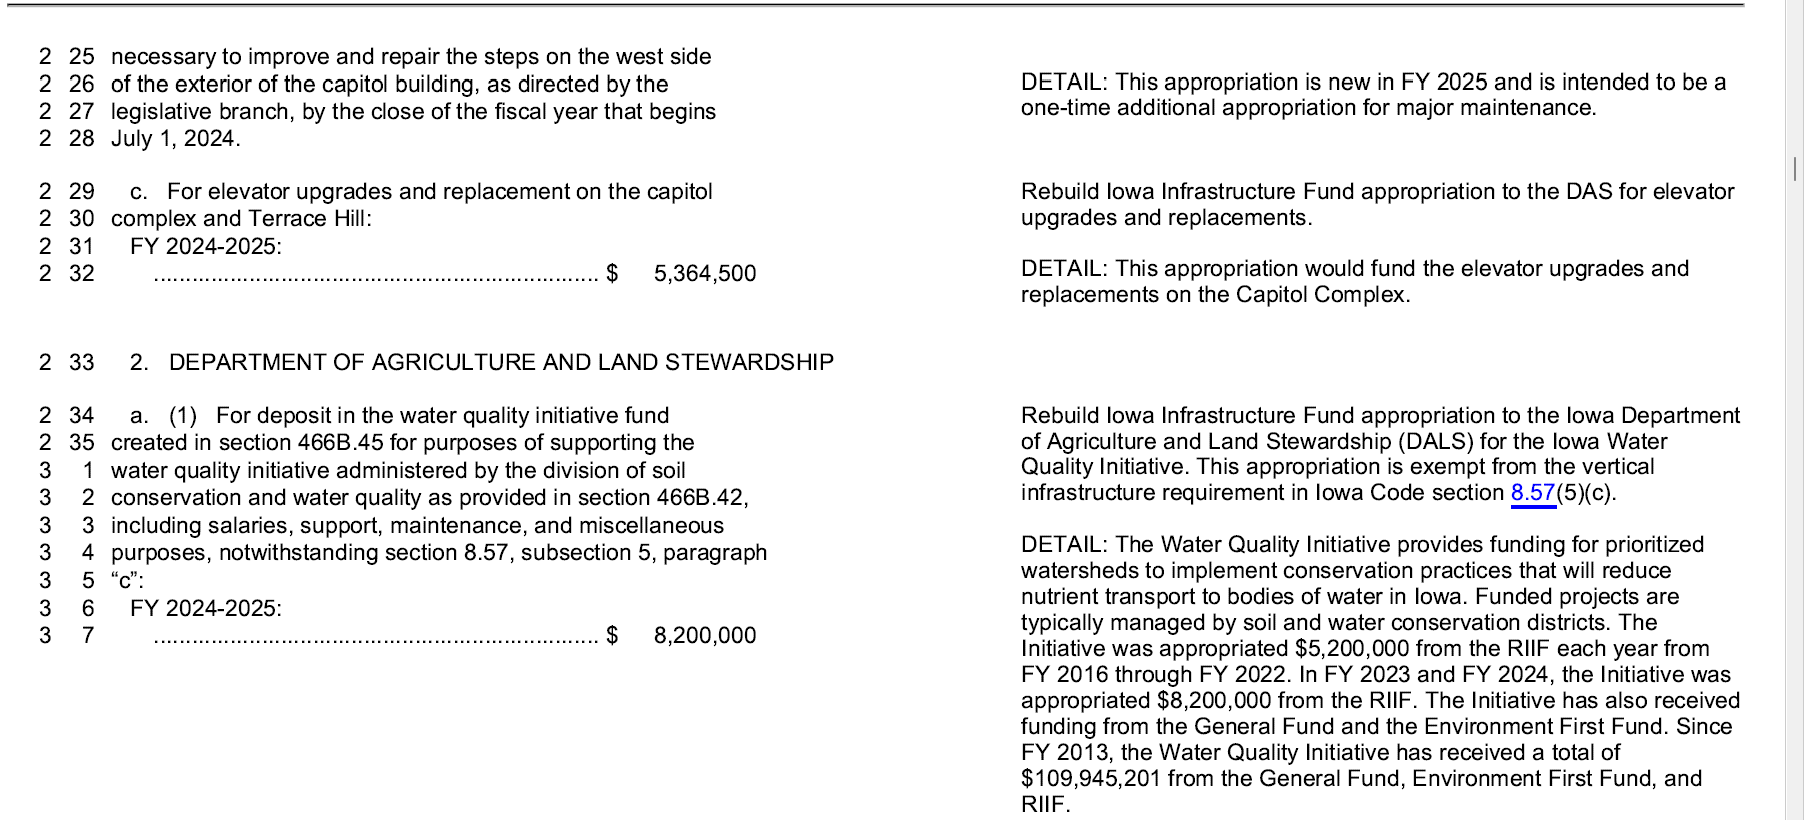 2 25 necessary to improve and repair the steps on the west side
2 26 of the exterior of the capitol building, as directed by the
2 27 legislative branch, by the close of the fiscal year that begins
2 28 July 1, 2024.
DETAIL: This appropriation is new in FY 2025 and is intended to be a
one-time additional appropriation for major maintenance.
2 29 c. For elevator upgrades and replacement on the capitol
2 30 complex and Terrace Hill:
2 31 FY 2024-2025:
2 32 ..................................................................... $ 5,364,500
Rebuild Iowa Infrastructure Fund appropriation to the DAS for elevator
upgrades and replacements.
DETAIL: This appropriation would fund the elevator upgrades and
replacements on the Capitol Complex.
2 33 2. DEPARTMENT OF AGRICULTURE AND LAND STEWARDSHIP
2 34 a. (1) For deposit in the water quality initiative fund
2 35 created in section 466B.45 for purposes of supporting the
3 1 water quality initiative administered by the division of soil
3 2 conservation and water quality as provided in section 466B.42,
3 3 including salaries, support, maintenance, and miscellaneous
3 4 purposes, notwithstanding section 8.57, subsection 5, paragraph
3 5 “c”:
3 6 FY 2024-2025:
3 7 ..................................................................... $ 8,200,000
Rebuild Iowa Infrastructure Fund appropriation to the Iowa Department
of Agriculture and Land Stewardship (DALS) for the Iowa Water
Quality Initiative. This appropriation is exempt from the vertical
infrastructure requirement in Iowa Code section 8.57(5)(c).
DETAIL: The Water Quality Initiative provides funding for prioritized
watersheds to implement conservation practices that will reduce
nutrient transport to bodies of water in Iowa. Funded projects are
typically managed by soil and water conservation districts. The
Initiative was appropriated $5,200,000 from the RIIF each year from
FY 2016 through FY 2022. In FY 2023 and FY 2024, the Initiative was
appropriated $8,200,000 from the RIIF. The Initiative has also received
funding from the General Fund and the Environment First Fund. Since
FY 2013, the Water Quality Initiative has received a total of
$109,945,201 from the General Fund, Environment First Fund, and
RIIF.